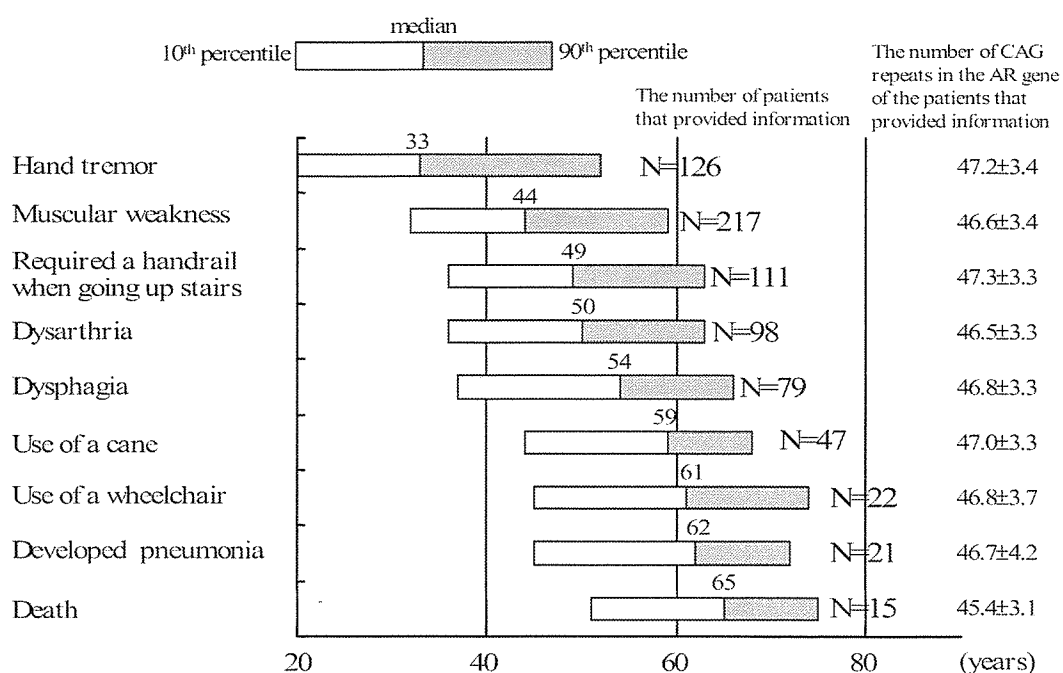 median
10th percentile
90th percentile
The number of CAG
repeats in the AR gene
of the patients that
provided information
The number of patients
that provided information
33
Hand tremor
N=126
47.2±3.4
44
Muscular weakness
N=217
46.6±3.4
49
Required a handrail
when going up stairs
N=111
47.3±3.3
50
Dysarthria
N=98
46.5±3.3
54
Dysphagia
N=79
46.8±3.3
59
Use of a cane
N=47
47.0±3.3
61
Use of a wheelchair
N=22
46.8±3.7
62
Developed pneumonia
N=21
46.7±4.2
65
Death
N=15
45.4±3.1
20 40 60 80 (years)